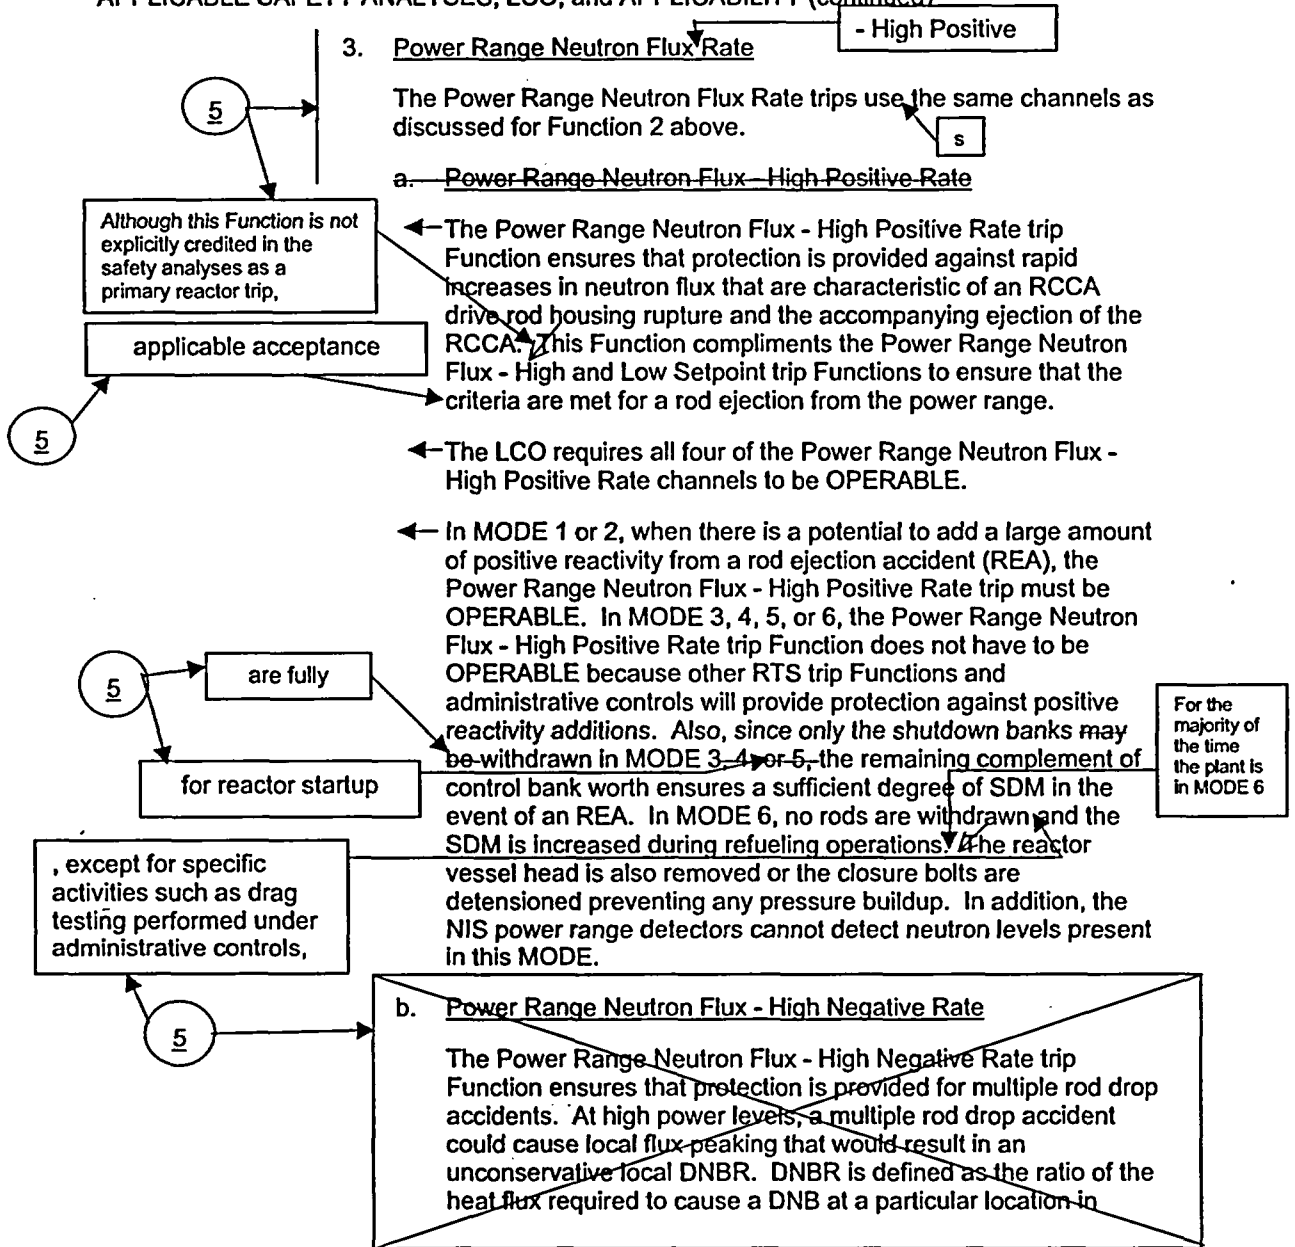 APPLICABLE SAFETY ANALYSES, LCO, and APPLICABILITY (continued)
- High Positive
3. Power Range Neutron Flux Rate
5
The Power Range Neutron Flux Rate trips use the same channels as
discussed for Function 2 above.
s
a. Power Range Neutron Flux - High Positive Rate
Although this Function is not
explicitly credited in the
safety analyses as a
primary reactor trip,
The Power Range Neutron Flux - High Positive Rate trip
Function ensures that protection is provided against rapid
increases in neutron flux that are characteristic of an RCCA
drive rod housing rupture and the accompanying ejection of the
RCCA. This Function compliments the Power Range Neutron
Flux - High and Low Setpoint trip Functions to ensure that the
criteria are met for a rod ejection from the power range.
applicable acceptance
5
The LCO requires all four of the Power Range Neutron Flux -
High Positive Rate channels to be OPERABLE.
In MODE 1 or 2, when there is a potential to add a large amount
of positive reactivity from a rod ejection accident (REA), the
Power Range Neutron Flux - High Positive Rate trip must be
OPERABLE. In MODE 3, 4, 5, or 6, the Power Range Neutron
Flux - High Positive Rate trip Function does not have to be
OPERABLE because other RTS trip Functions and
administrative controls will provide protection against positive
reactivity additions. Also, since only the shutdown banks may
be withdrawn in MODE 3, 4, or 5, the remaining complement of
control bank worth ensures a sufficient degree of SDM in the
event of an REA. In MODE 6, no rods are withdrawn and the
SDM is increased during refueling operations. The reactor
vessel head is also removed or the closure bolts are
detensioned preventing any pressure buildup. In addition, the
NIS power range detectors cannot detect neutron levels present
in this MODE.
5
are fully
for reactor startup
For the
majority of
the time
the plant is
in MODE 6
, except for specific
activities such as drag
testing performed under
administrative controls,
5
b. Power Range Neutron Flux - High Negative Rate
The Power Range Neutron Flux - High Negative Rate trip
Function ensures that protection is provided for multiple rod drop
accidents. At high power levels, a multiple rod drop accident
could cause local flux peaking that would result in an
unconservative local DNBR. DNBR is defined as the ratio of the
heat flux required to cause a DNB at a particular location in